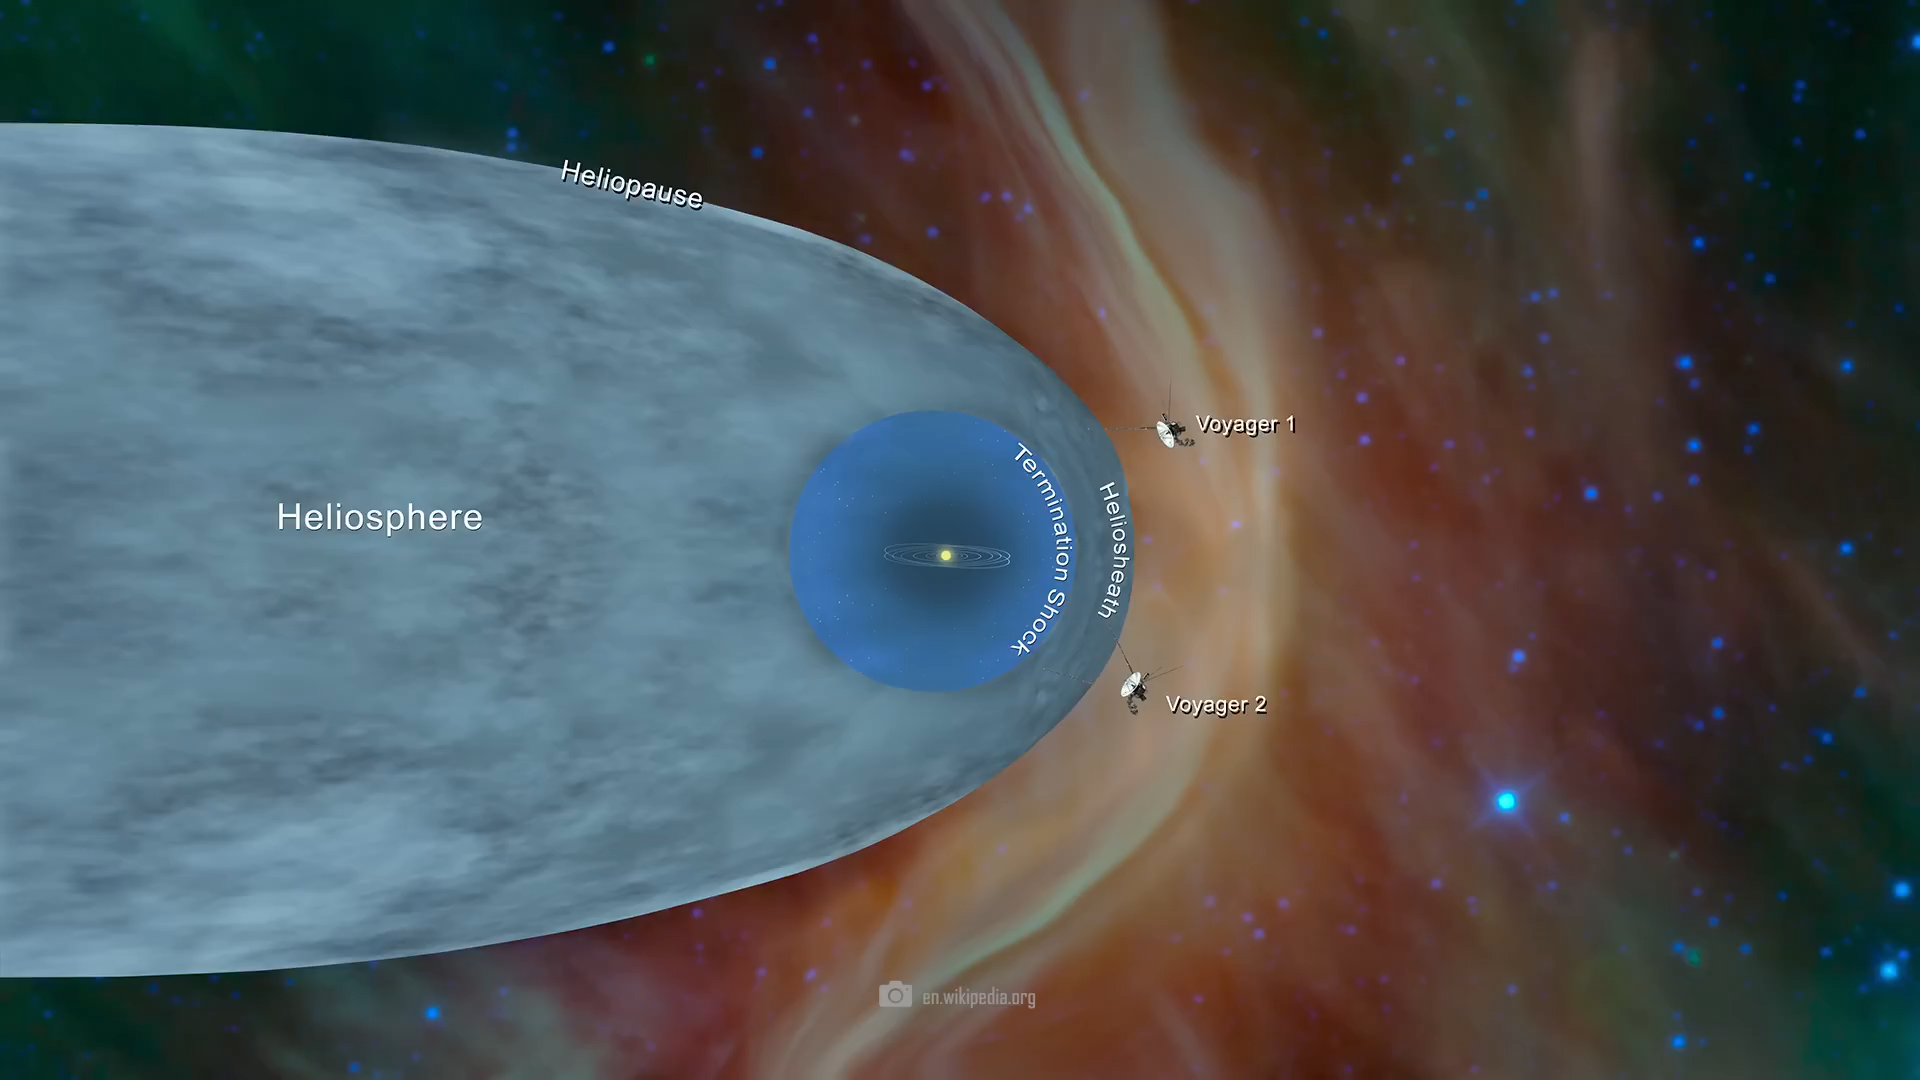 Heliopause
Voyager 1
Termination Shock
Heliosheath
Heliosphere
Voyager 2
en.wikipedia.org